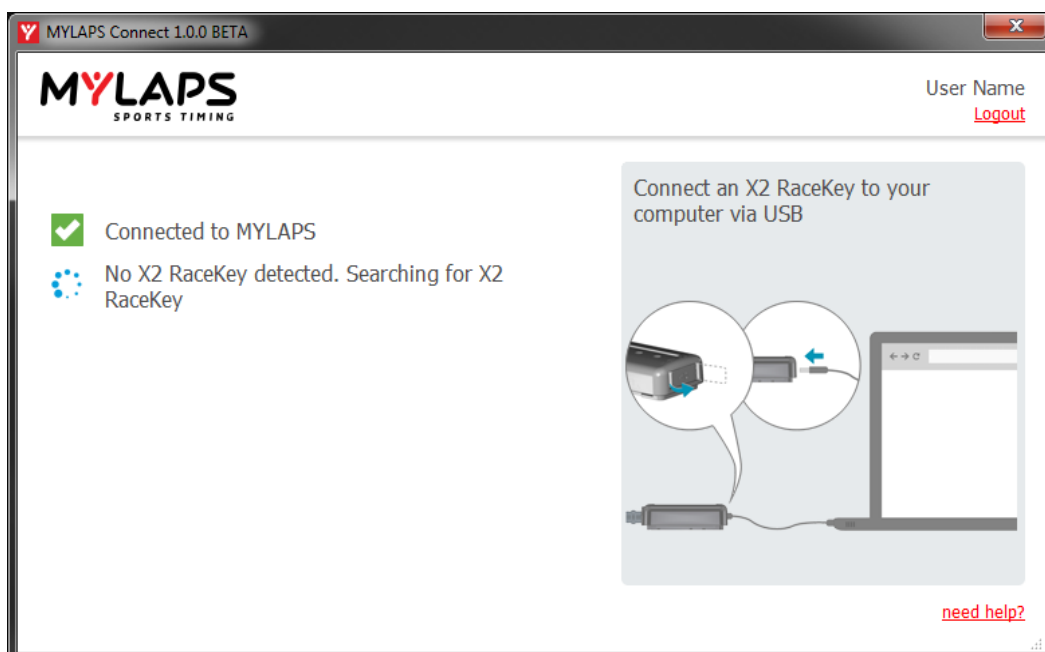 MYLAPS Connect 1.0.0 BETA
MYLAPS
SPORTS TIMING
User Name
Logout
Connected to MYLAPS
No X2 RaceKey detected. Searching for X2
RaceKey
Connect an X2 RaceKey to your
computer via USB
need help?